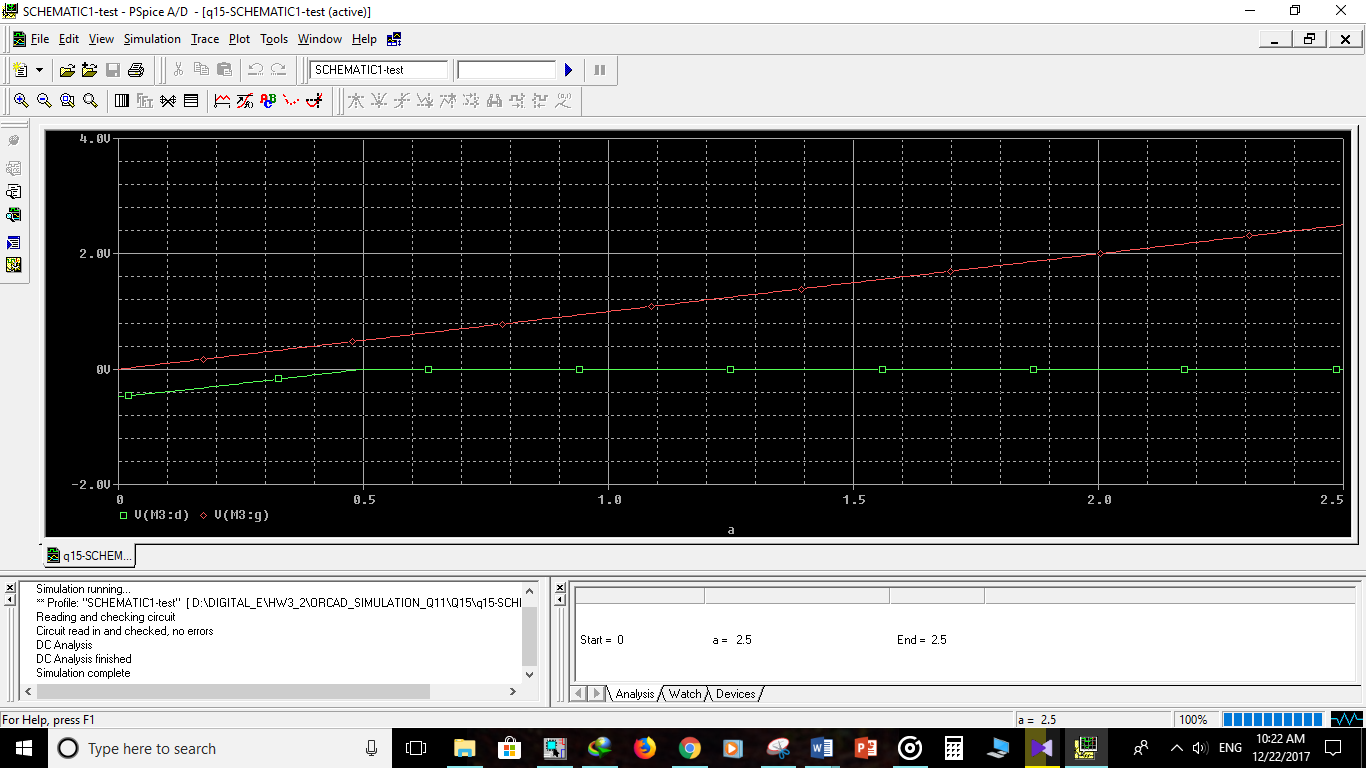 SCHEMATIC1-test - PSpice A/D - [q15-SCHEMATIC1-test (active)]
File Edit View Simulation Trace Plot Tools Window Help
SCHEMATIC1-test
4.0V
2.0V
0V
-2.0V
0 0.5 1.0 1.5 2.0 2.5
V(M3:d) V(M3:g)
a
q15-SCHEM...
Simulation running...
** Profile: "SCHEMATIC1-test" [ D:\DIGITAL_E\HW3_2\ORCAD_SIMULATION_Q11\Q15\q15-SCHI
Reading and checking circuit
Circuit read in and checked, no errors
DC Analysis
DC Analysis finished
Simulation complete
Start = 0 a = 2.5 End = 2.5
Analysis Watch Devices
For Help, press F1 a = 2.5 100%
Type here to search
ENG
10:22 AM
12/22/2017